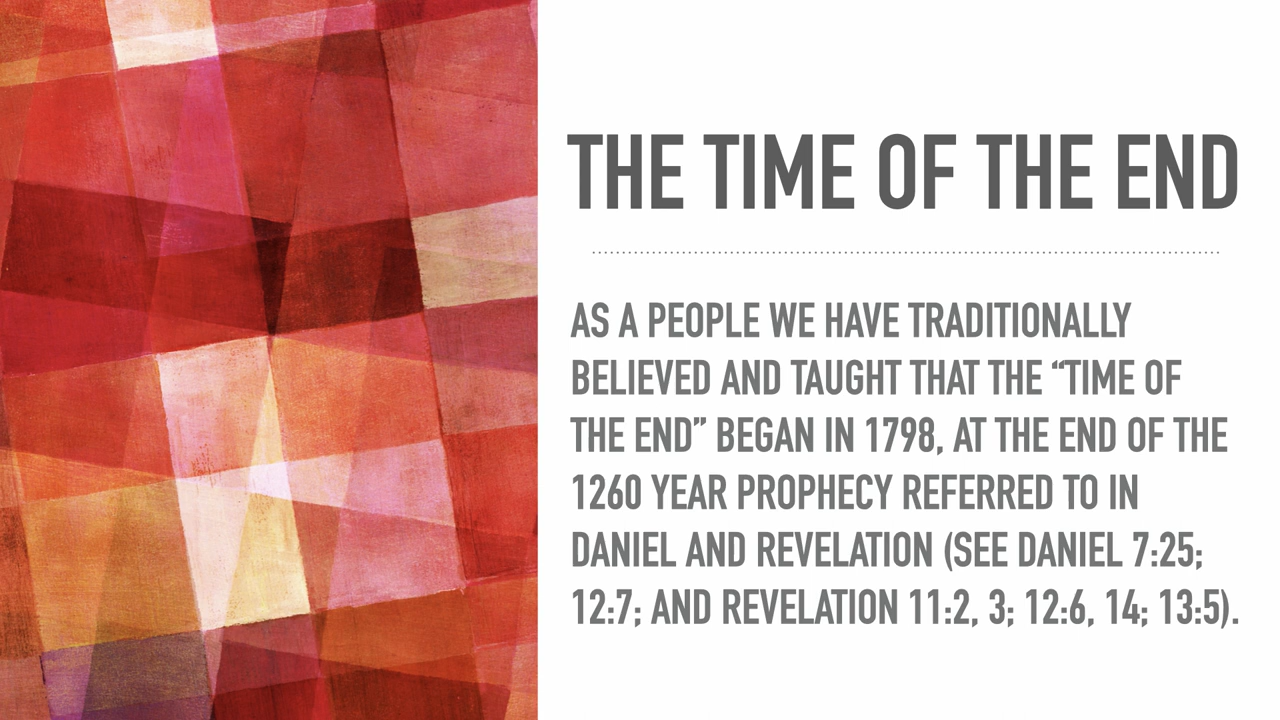 THE TIME OF THE END
AS A PEOPLE WE HAVE TRADITIONALLY
BELIEVED AND TAUGHT THAT THE “TIME OF
THE END” BEGAN IN 1798, AT THE END OF THE
1260 YEAR PROPHECY REFERRED TO IN
DANIEL AND REVELATION (SEE DANIEL 7:25;
12:7; AND REVELATION 11:2, 3; 12:6, 14; 13:5).